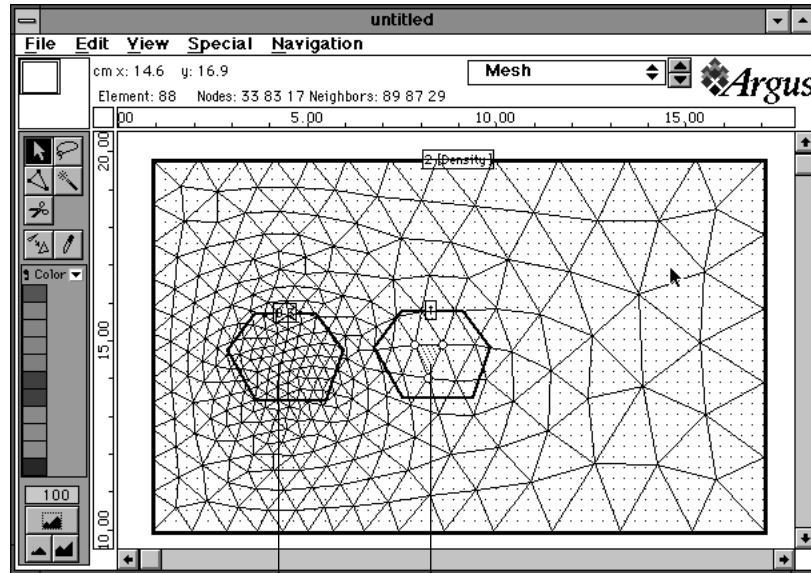 untitled
File Edit View Special Navigation
cm x: 14.6 y: 16.9
Mesh
Argus
Element: 88 Nodes: 33 83 17 Neighbors: 89 87 29
00 5.00 10.00 15.00
20.00
2 [Density]
Color
1
15.00
100
10.00